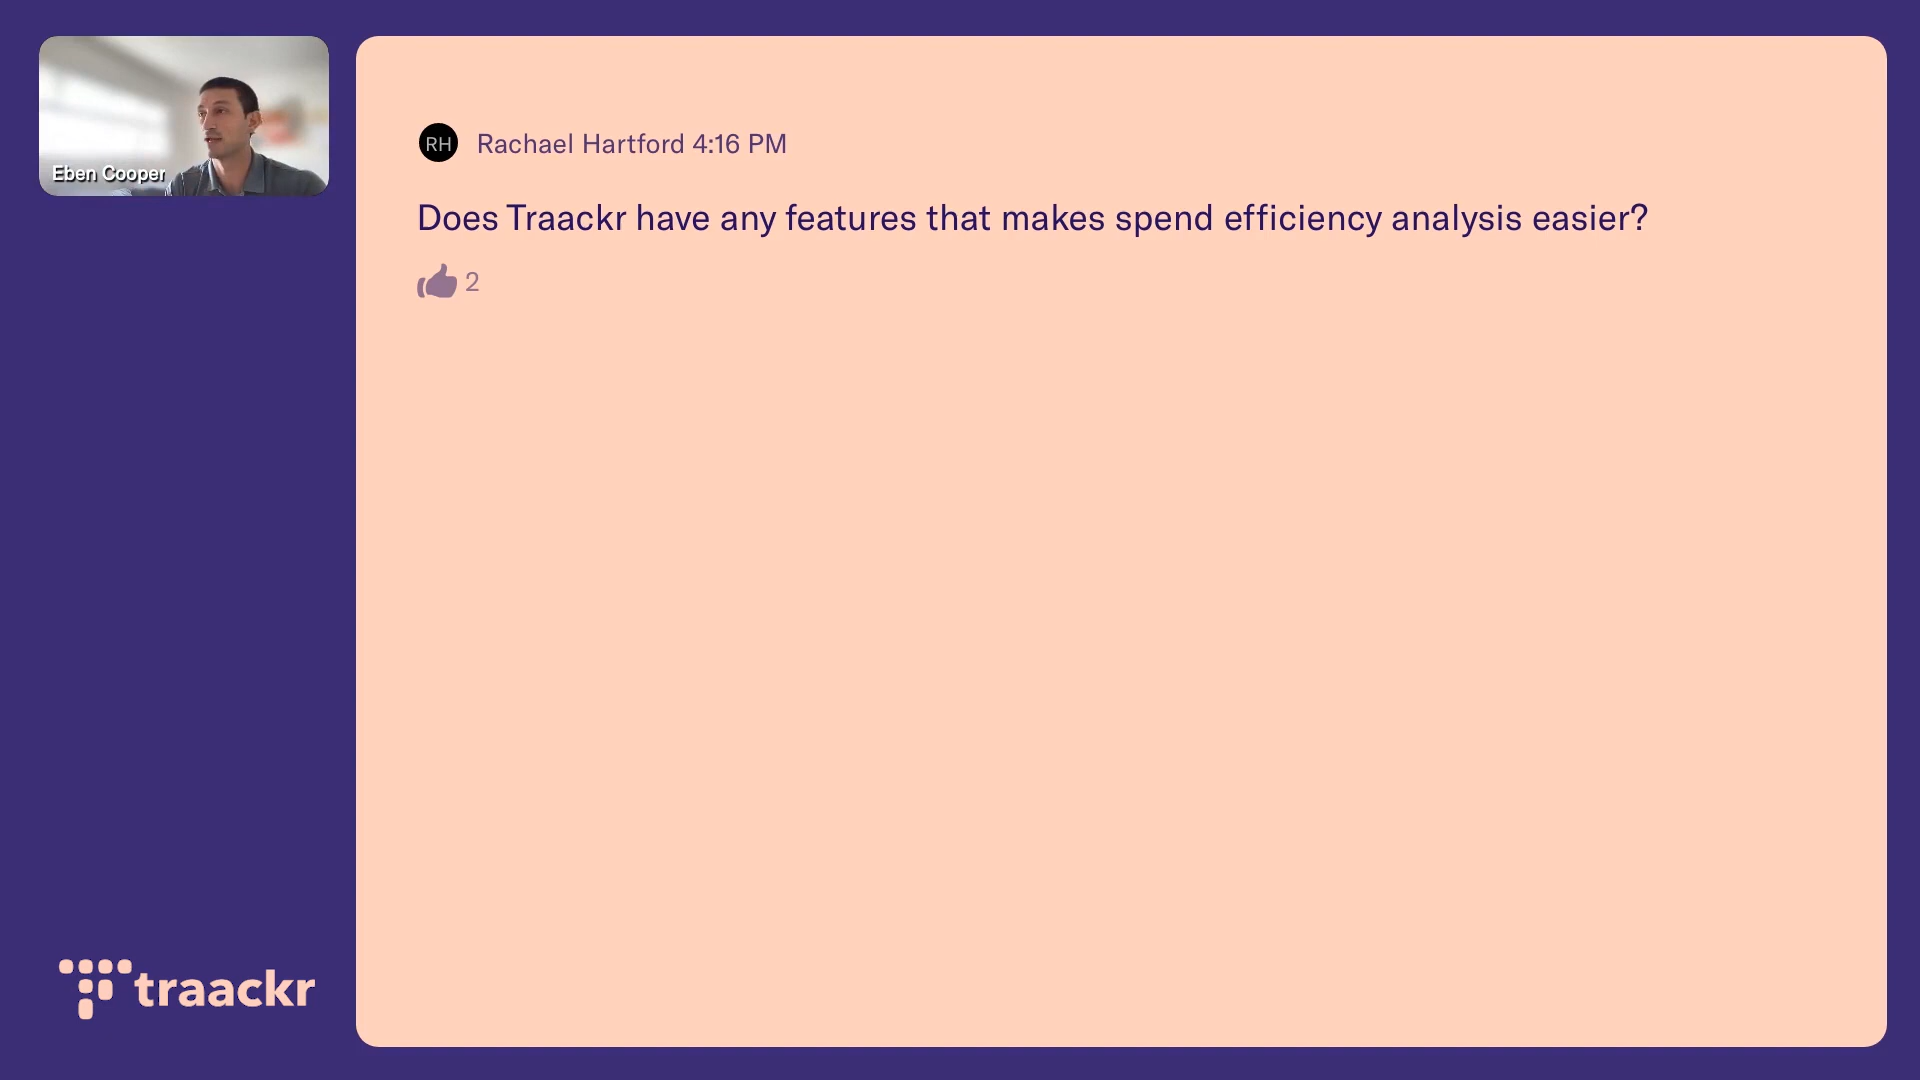 Eben Cooper
RH
Rachael Hartford 4:16 PM
Does Traackr have any features that makes spend efficiency analysis easier?
2
traackr